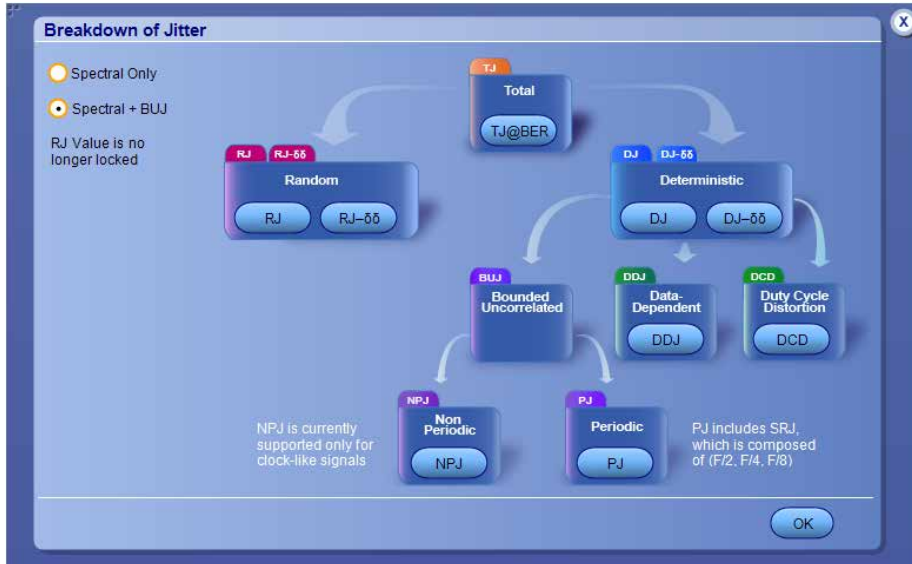 Breakdown of Jitter
X
Spectral Only
Spectral + BUJ
RJ Value is no
longer locked
TJ
Total
TJ@BER
RJ RJ-δδ
Random
RJ RJ–δδ
DJ DJ-δδ
Deterministic
DJ DJ–δδ
BUJ
Bounded
Uncorrelated
DDJ
Data-
Dependent
DDJ
DCD
Duty Cycle
Distortion
DCD
NPJ is currently
supported only for
clock-like signals
NPJ
Non
Periodic
NPJ
PJ
Periodic
PJ
PJ includes SRJ,
which is composed
of (F/2, F/4, F/8)
OK